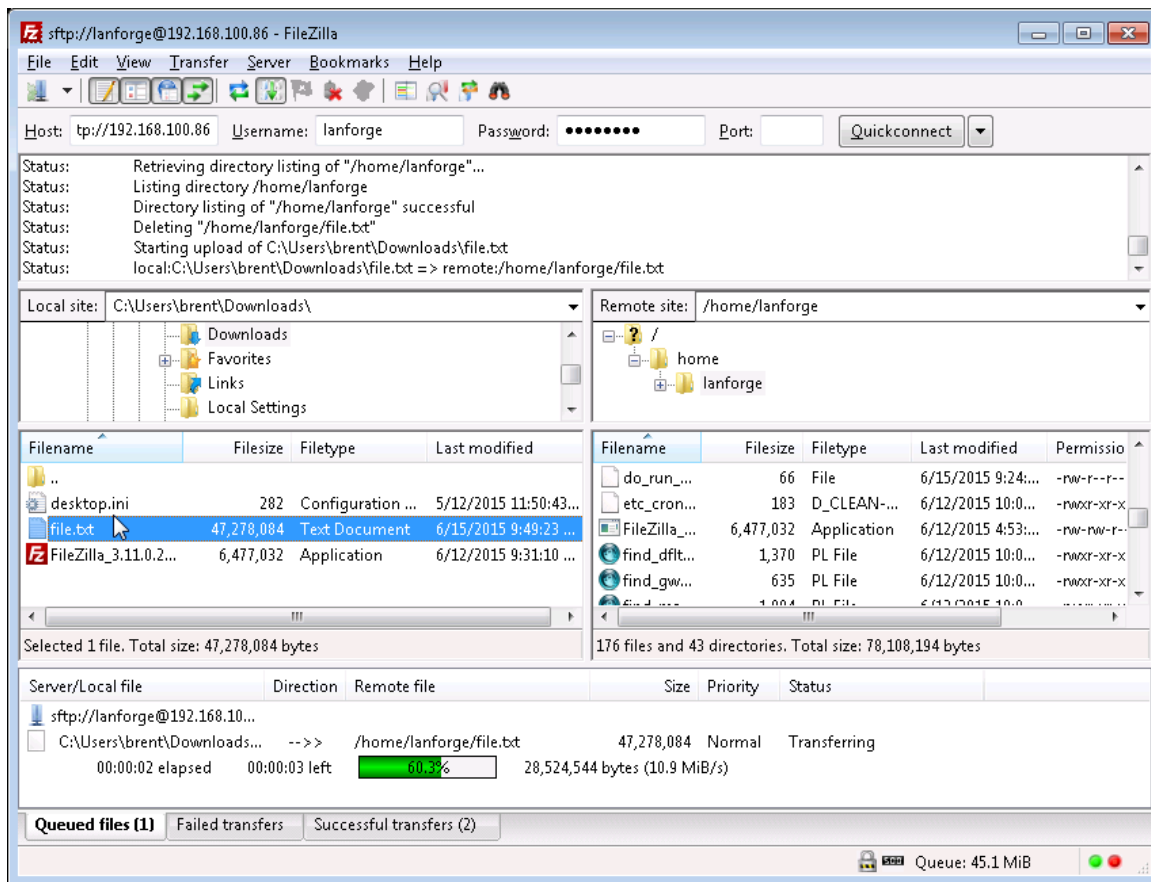 sftp://lanforge@192.168.100.86 - FileZilla
File Edit View Transfer Server Bookmarks Help
Host: tp://192.168.100.86 Username: lanforge Password: ●●●●●●●● Port: Quickconnect
Status: Retrieving directory listing of "/home/lanforge"...
Status: Listing directory /home/lanforge
Status: Directory listing of "/home/lanforge" successful
Status: Deleting "/home/lanforge/file.txt"
Status: Starting upload of C:\Users\brent\Downloads\file.txt
Status: local:C:\Users\brent\Downloads\file.txt => remote:/home/lanforge/file.txt
Local site: C:\Users\brent\Downloads\
Downloads
Favorites
Links
Local Settings
Remote site: /home/lanforge
/
home
lanforge
Filename Filesize Filetype Last modified
..
desktop.ini 282 Configuration ... 5/12/2015 11:50:43...
file.txt 47,278,084 Text Document 6/15/2015 9:49:23 ...
FileZilla_3.11.0.2... 6,477,032 Application 6/12/2015 9:31:10 ...
Selected 1 file. Total size: 47,278,084 bytes
Filename Filesize Filetype Last modified Permissio
do_run_... 66 File 6/15/2015 9:24:... -rw-r--r--
etc_cron... 183 D_CLEAN-... 6/12/2015 10:0... -rwxr-xr-x
FileZilla_... 6,477,032 Application 6/12/2015 4:53:... -rw-rw-r--
find_dflt... 1,370 PL File 6/12/2015 10:0... -rwxr-xr-x
find_gw... 635 PL File 6/12/2015 10:0... -rwxr-xr-x
176 files and 43 directories. Total size: 78,108,194 bytes
Server/Local file Direction Remote file Size Priority Status
sftp://lanforge@192.168.10...
C:\Users\brent\Downloads... -->> /home/lanforge/file.txt 47,278,084 Normal Transferring
00:00:02 elapsed 00:00:03 left 60.3% 28,524,544 bytes (10.9 MiB/s)
Queued files (1) Failed transfers Successful transfers (2)
Queue: 45.1 MiB